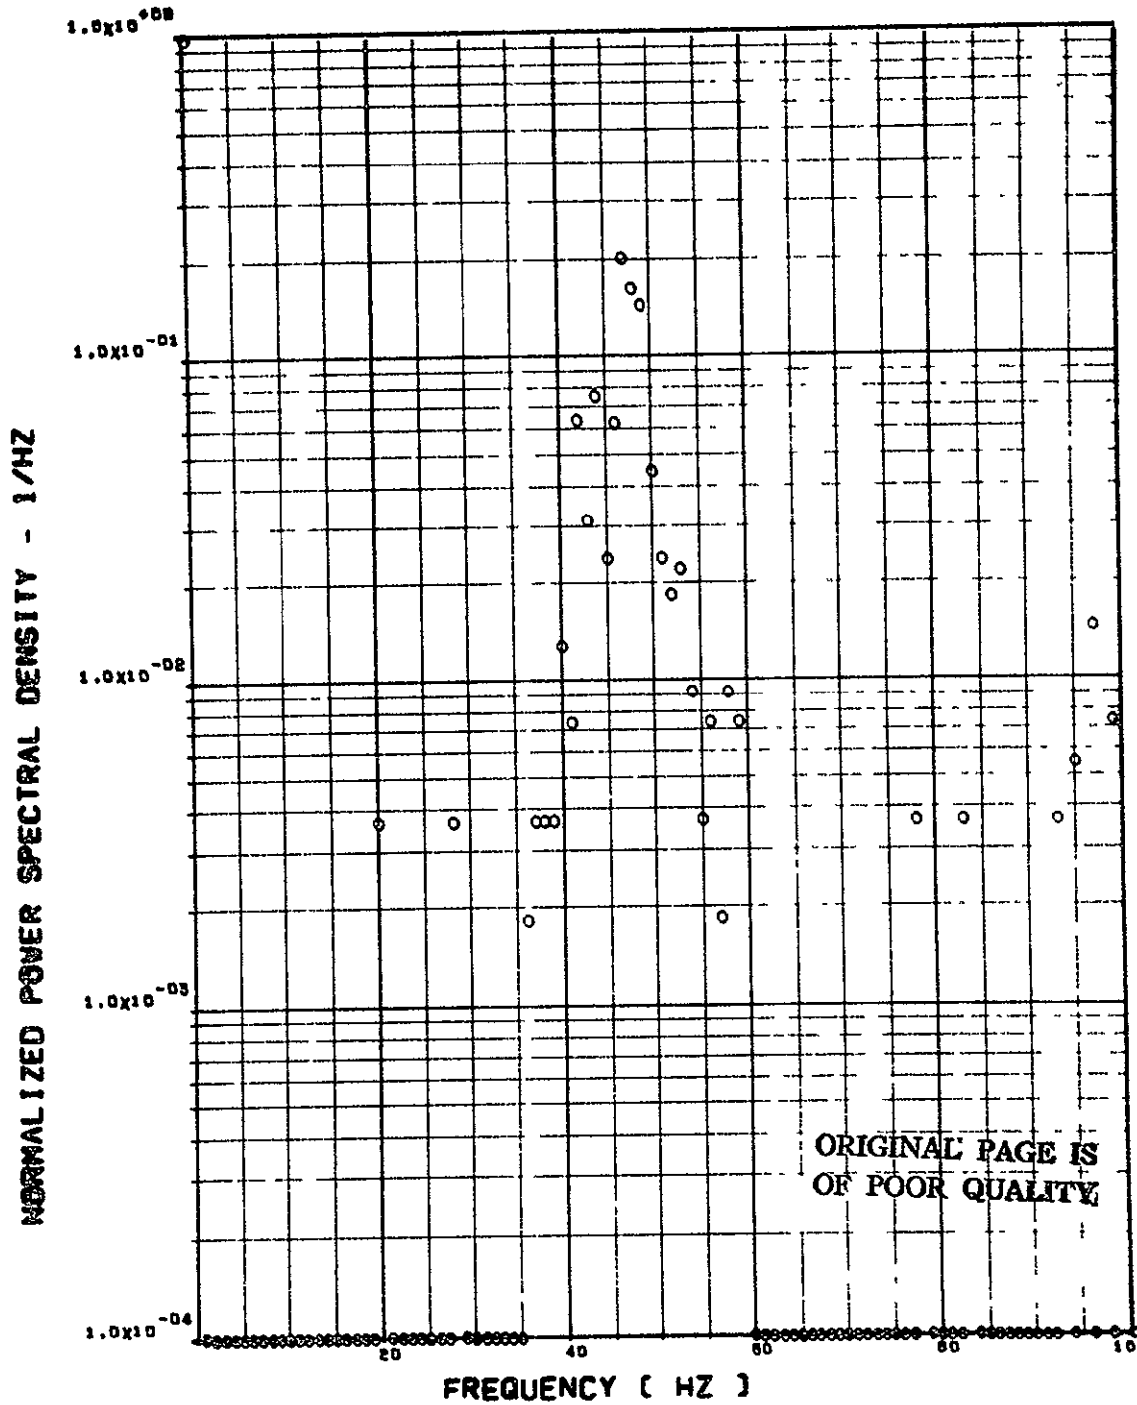 1.0X10
1.0X10-01
1.0X10-02
1.0X10-03
1.0X10-04
NORMALIZED POWER SPECTRAL DENSITY - 1/HZ
ORIGINAL PAGE IS
OF POOR QUALITY
20 40 60 80 10
FREQUENCY ( HZ )